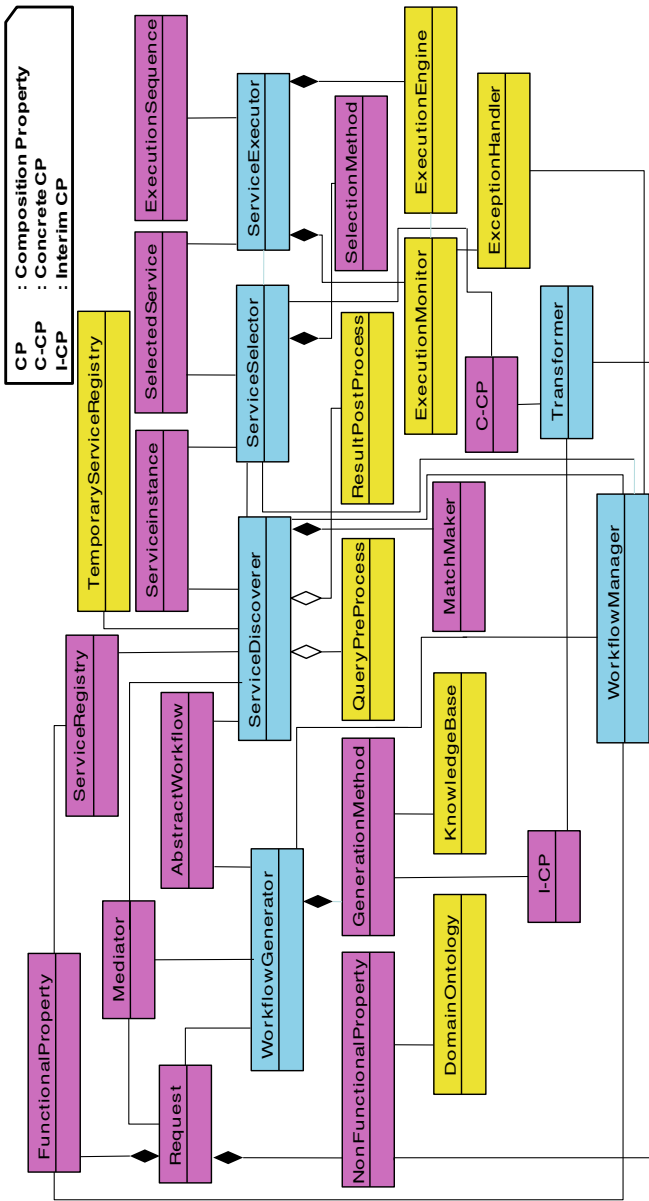 CP : Composition Property
C-CP : Concrete CP
I-CP : Interim CP
FunctionalProperty
ServiceRegistry
TemporaryServiceRegistry
Mediator
Request
AbstractWorkflow
Serviceinstance
SelectedService
ExecutionSequence
WorkflowGenerator
ServiceDiscoverer
ServiceSelector
ServiceExecutor
NonFunctionalProperty
GenerationMethod
QueryPreProcess
ResultPostProcess
SelectionMethod
DomainOntology
KnowledgeBase
MatchMaker
ExecutionMonitor
ExecutionEngine
I-CP
C-CP
ExceptionHandler
Transformer
WorkflowManager